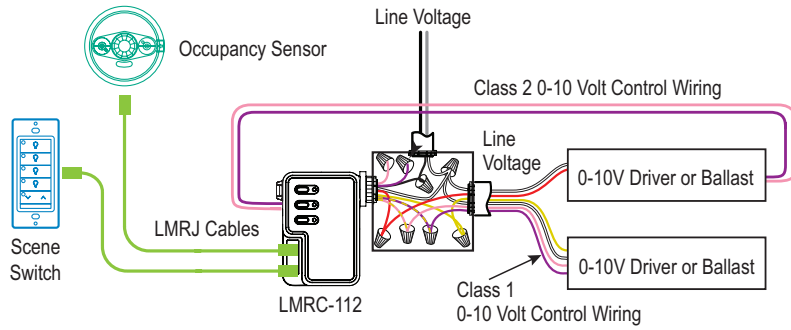 Line Voltage
Occupancy Sensor
Class 2 0-10 Volt Control Wiring
Line
Voltage
0-10V Driver or Ballast
LMRJ Cables
Scene
Switch
0-10V Driver or Ballast
LMRC-112
Class 1
0-10 Volt Control Wiring